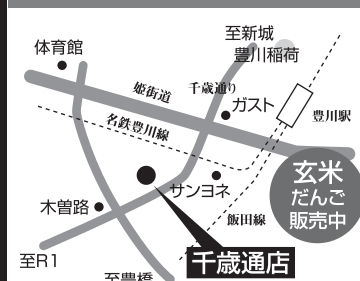 至新城
豊川稲荷
体育館
姫街道
千歳通り
ガスト
豊川駅
名鉄豊川線
サンヨネ
玄米
だんご
販売中
木曽路
飯田線
至R1
至豊橋
千歳通店